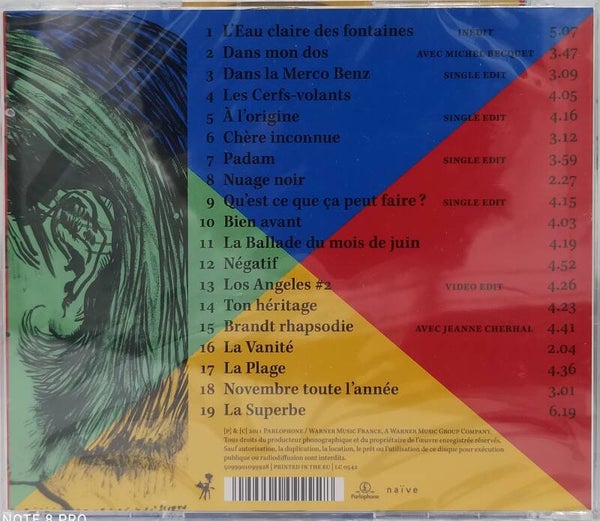 1 L'Eau claire des fontaines INÉDIT 5.07
2 Dans mon dos AVEC MICHEL BECQUET 3.47
3 Dans la Merco Benz SINGLE EDIT 3.09
4 Les Cerfs-volants 4.05
5 À l'origine SINGLE EDIT 4.16
6 Chère inconnue 3.12
7 Padam SINGLE EDIT 3.59
8 Nuage noir 2.27
9 Qu'est ce que ça peut faire ? SINGLE EDIT 4.15
10 Bien avant 4.03
11 La Ballade du mois de juin 4.19
12 Négatif 4.52
13 Los Angeles #2 VIDEO EDIT 4.26
14 Ton héritage 4.23
15 Brandt rhapsodie AVEC JEANNE CHERHAL 4.41
16 La Vanité 2.04
17 La Plage 4.36
18 Novembre toute l'année 3.01
19 La Superbe 6.19
[P] & [C] 2011 PARLOPHONE / WARNER MUSIC FRANCE, A WARNER MUSIC GROUP COMPANY.
Tous droits du producteur phonographique et du propriétaire de l'œuvre enregistrée réservés.
Sauf autorisation, la duplication, la location, le prêt ou l'utilisation de ce disque pour exécution
publique ou radiodiffusion sont interdits.
5099901099928 | PRINTED IN THE EU | LC 0542
Parlophone naïve
NOTE 8 PRO